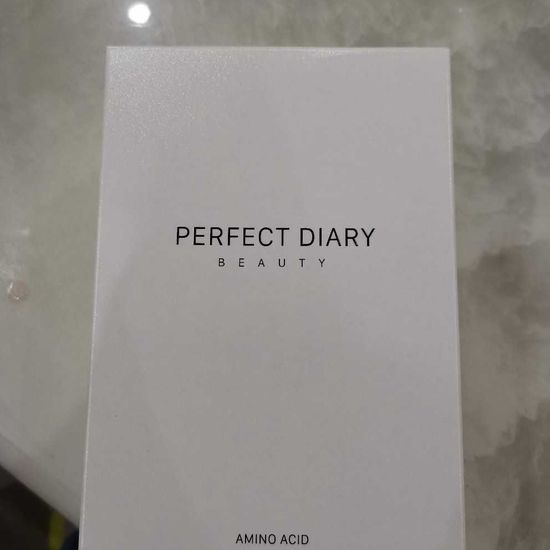 PERFECT DIARY
BEAUTY
AMINO ACID